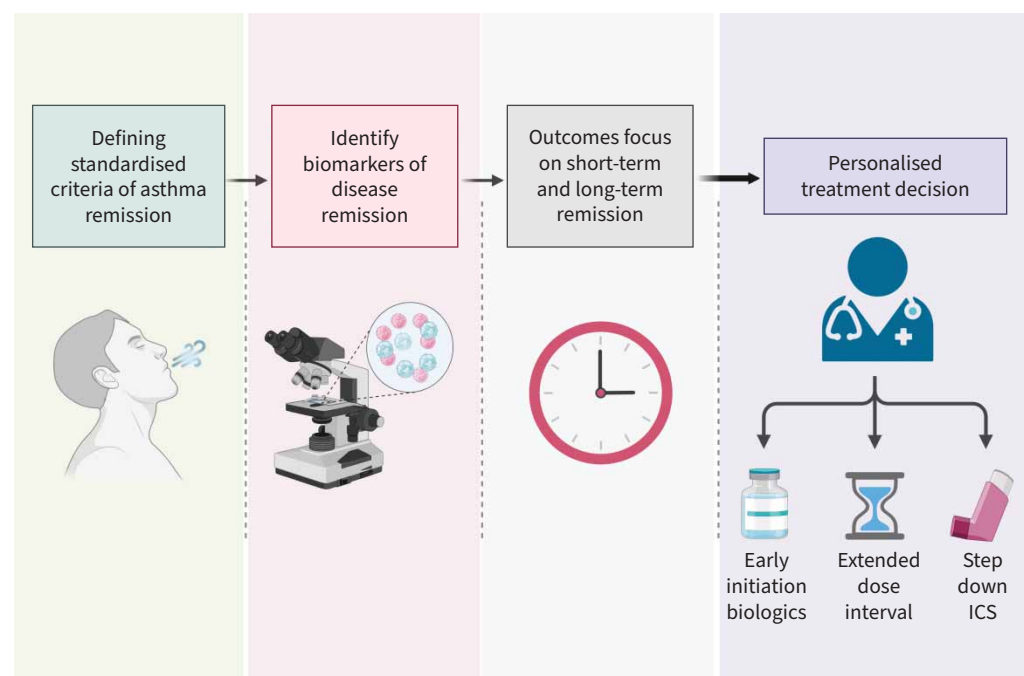 Defining
standardised
criteria of asthma
remission
Identify
biomarkers of
disease
remission
Outcomes focus
on short-term
and long-term
remission
Personalised
treatment decision
Early
initiation
biologics
Extended
dose
interval
Step
down
ICS